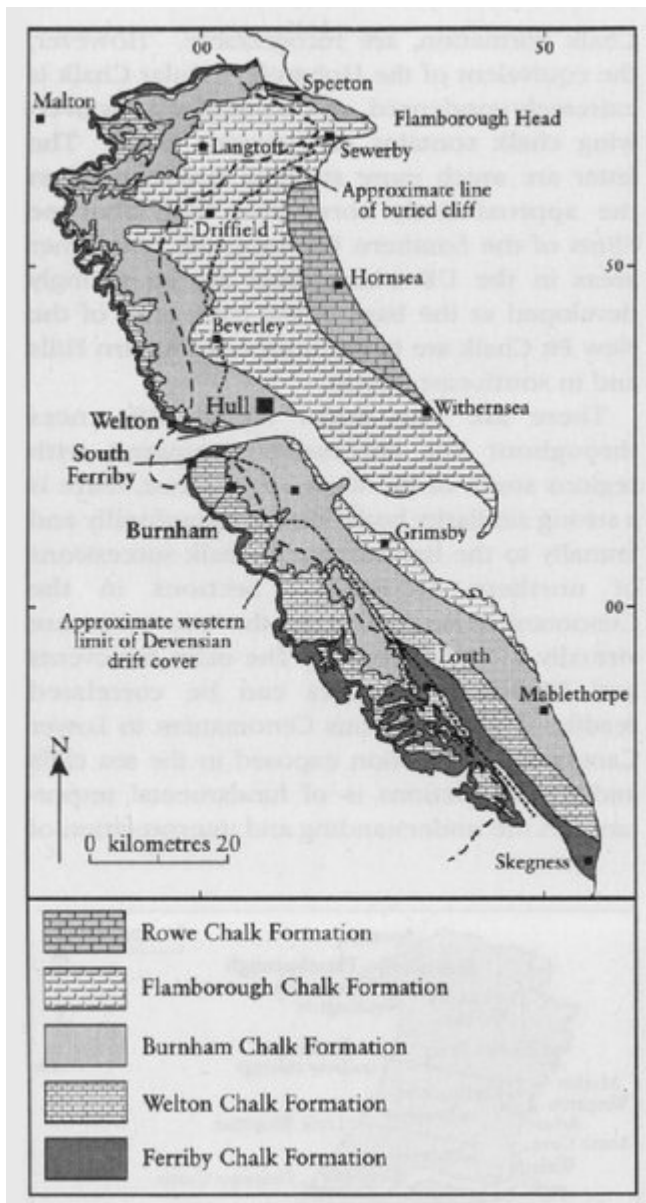 00
50
Malton
Speeton
Flamborough Head
Langtoft
Sewerby
Approximate line
of buried cliff
Driffield
50
Hornsea
Beverley
Hull
Withernsea
Welton
South
Ferriby
Burnham
Grimsby
00
Approximate western
limit of Devensian
drift cover
Louth
Mablethorpe
N
0 kilometres 20
Skegness
Rowe Chalk Formation
Flamborough Chalk Formation
Burnham Chalk Formation
Welton Chalk Formation
Ferriby Chalk Formation